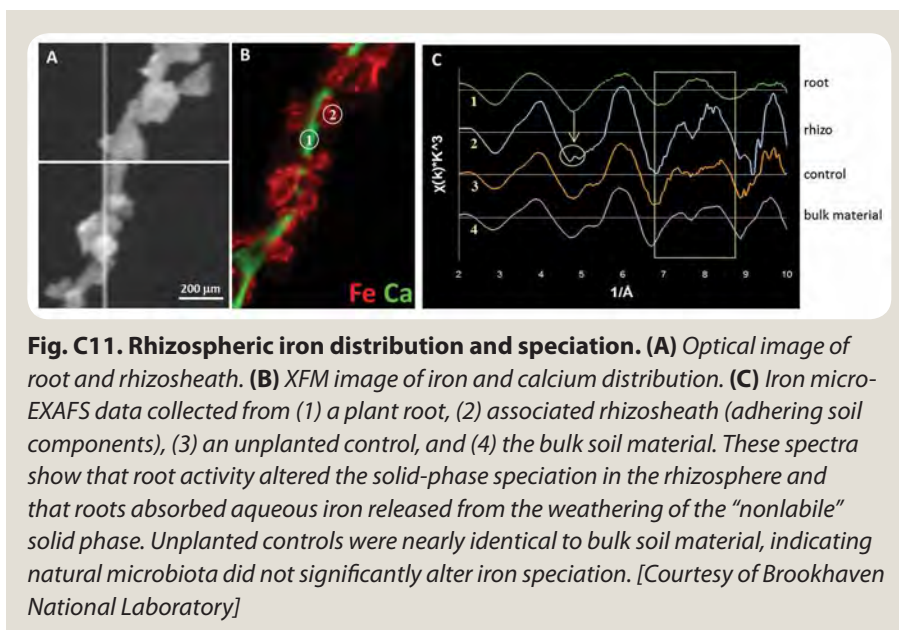 A
200 µm
B
1
2
Fe Ca
C
χ(k)*K^3
1
2
3
4
root
rhizo
control
bulk material
2 3 4 5 6 7 8 9 10
1/Å
Fig. C11. Rhizospheric iron distribution and speciation. (A) Optical image of
root and rhizosheath. (B) XFM image of iron and calcium distribution. (C) Iron micro-
EXAFS data collected from (1) a plant root, (2) associated rhizosheath (adhering soil
components), (3) an unplanted control, and (4) the bulk soil material. These spectra
show that root activity altered the solid-phase speciation in the rhizosphere and
that roots absorbed aqueous iron released from the weathering of the “nonlabile”
solid phase. Unplanted controls were nearly identical to bulk soil material, indicating
natural microbiota did not significantly alter iron speciation. [Courtesy of Brookhaven
National Laboratory]